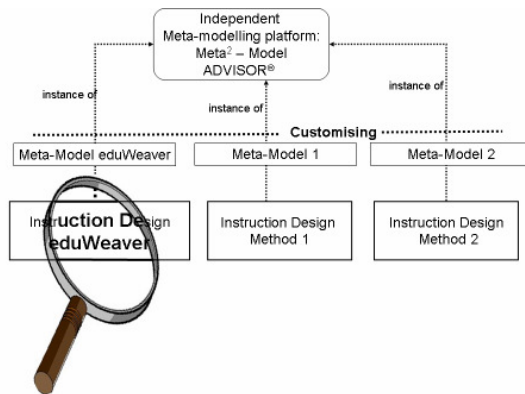 Independent
Meta-modelling platform:
Meta² – Model
ADVISOR®
instance of
instance of
instance of
Customising
Meta-Model eduWeaver
Meta-Model 1
Meta-Model 2
Instruction Design
eduWeaver
Instruction Design
Method 1
Instruction Design
Method 2